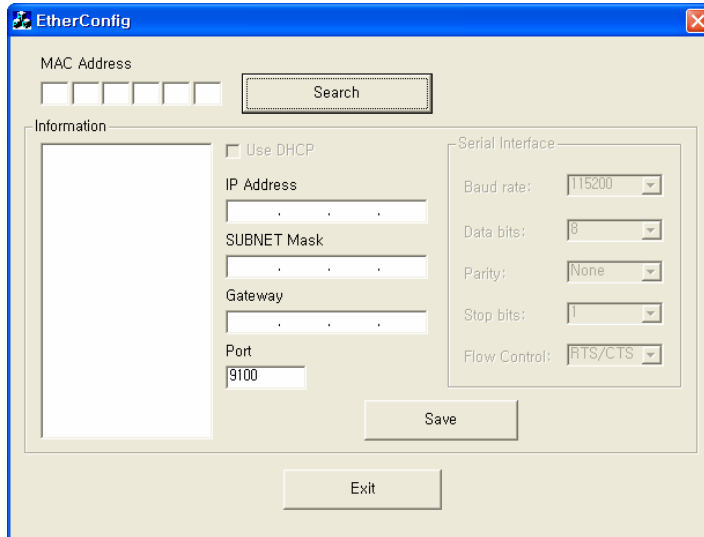 EtherConfig
MAC Address
Search
Information
Use DHCP
IP Address
. . .
SUBNET Mask
. . .
Gateway
. . .
Port
9100
Serial Interface
Baud rate: 115200
Data bits: 8
Parity: None
Stop bits: 1
Flow Control: RTS/CTS
Save
Exit